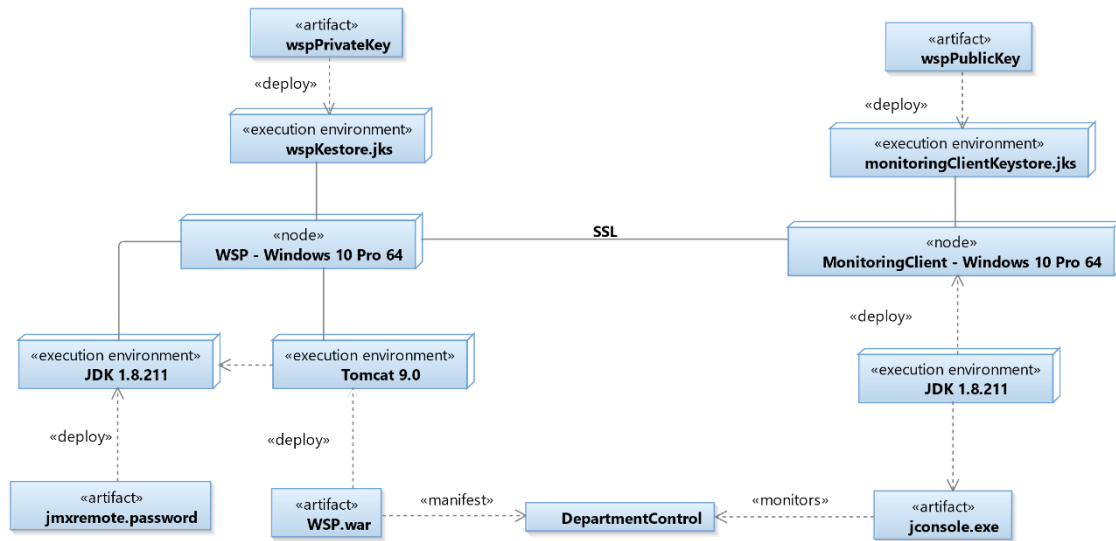 «artifact»
wspPrivateKey
«artifact»
wspPublicKey
«deploy»
«deploy»
«execution environment»
wspKestore.jks
«execution environment»
monitoringClientKeystore.jks
«node»
WSP - Windows 10 Pro 64
SSL
«node»
MonitoringClient - Windows 10 Pro 64
«deploy»
«execution environment»
JDK 1.8.211
«execution environment»
Tomcat 9.0
«execution environment»
JDK 1.8.211
«deploy»
«deploy»
«artifact»
jmxremote.password
«artifact»
WSP.war
«manifest»
DepartmentControl
«monitors»
«artifact»
jconsole.exe